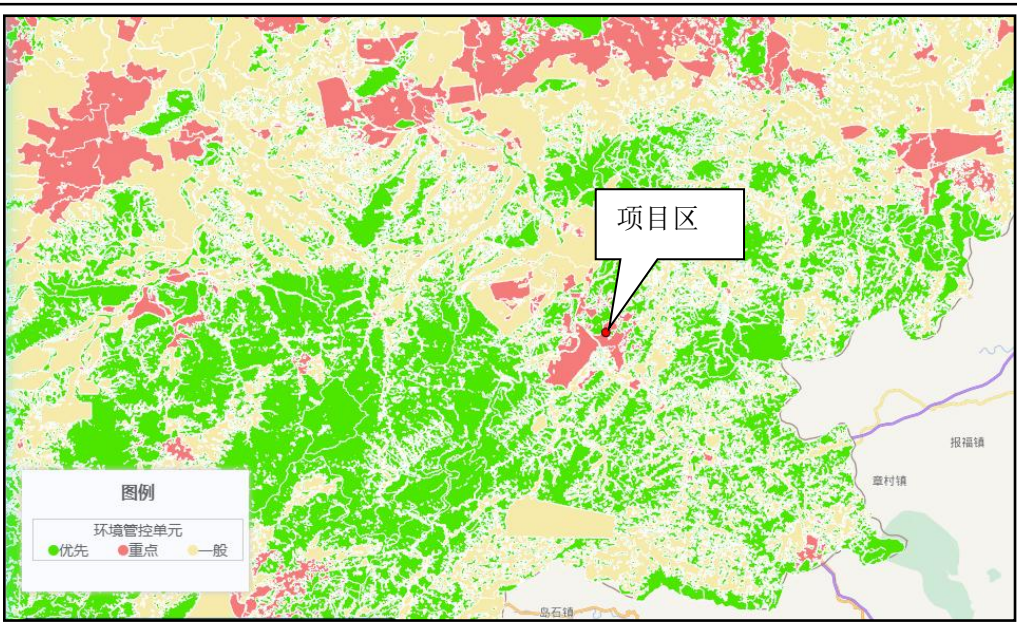 项目区
报福镇
章村镇
图例
环境管控单元
优先 重点 一般
岛石镇